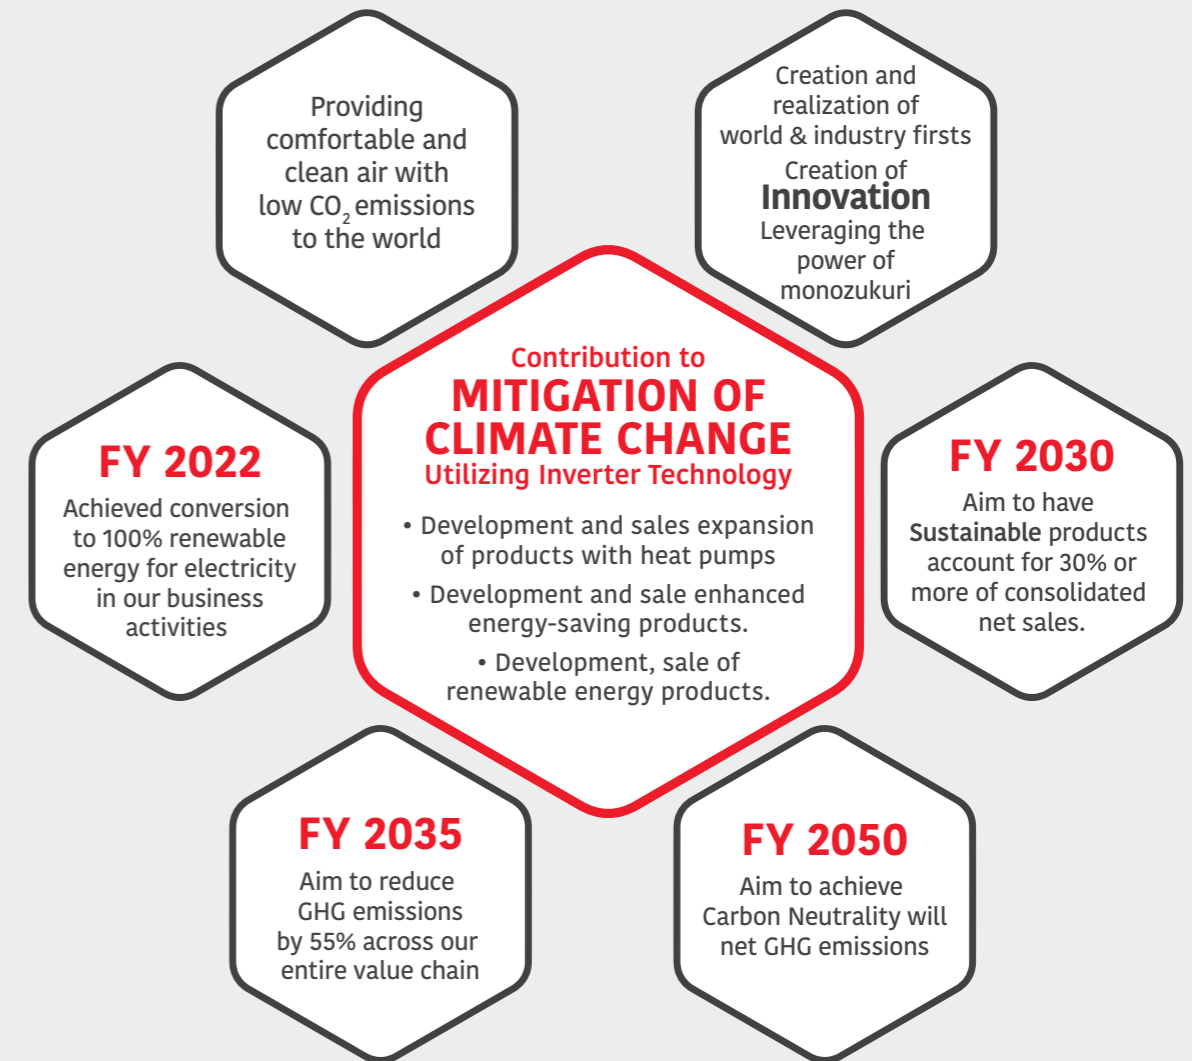 Providing
comfortable and
clean air with
low CO₂ emissions
to the world
Creation and
realization of
world & industry firsts
Creation of
Innovation
Leveraging the
power of
monozukuri
Contribution to
MITIGATION OF
CLIMATE CHANGE
Utilizing Inverter Technology
• Development and sales expansion
of products with heat pumps
• Development and sale enhanced
energy-saving products.
• Development, sale of
renewable energy products.
FY 2022
Achieved conversion
to 100% renewable
energy for electricity
in our business
activities
FY 2030
Aim to have
Sustainable products
account for 30% or
more of consolidated
net sales.
FY 2035
Aim to reduce
GHG emissions
by 55% across our
entire value chain
FY 2050
Aim to achieve
Carbon Neutrality will
net GHG emissions